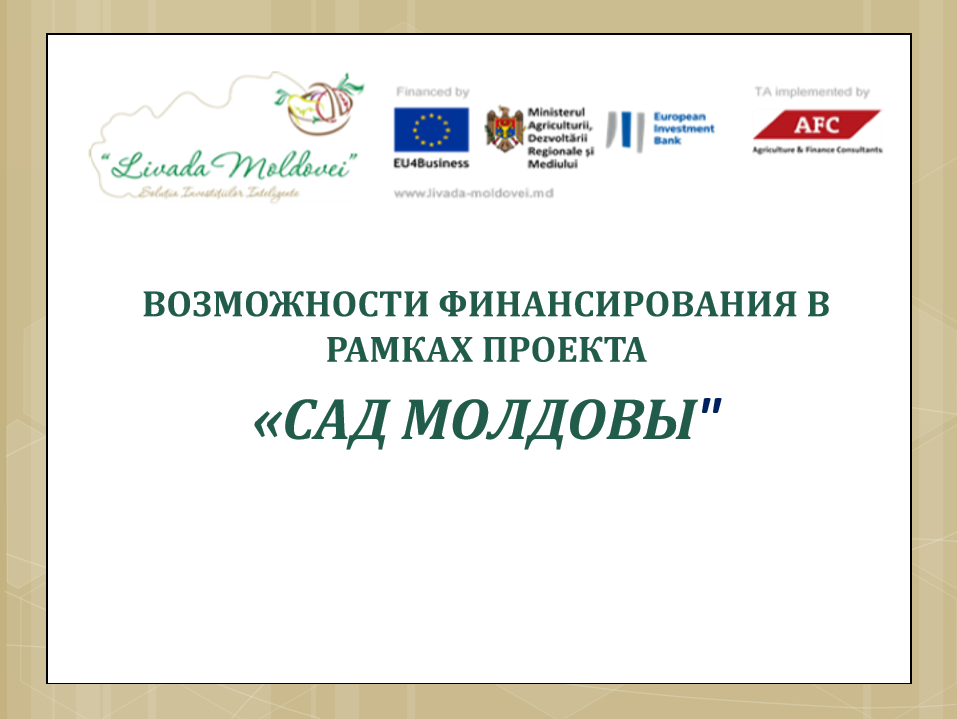 Financed by
TA implemented by
Ministerul
Agriculturii,
Dezvoltării
Regionale și
Mediului
European
Investment
Bank
AFC
Agriculture & Finance Consultants
EU4Business
"Livada Moldovei"
Soluția Investițiilor Inteligente
www.livada-moldovei.md
ВОЗМОЖНОСТИ ФИНАНСИРОВАНИЯ В
РАМКАХ ПРОЕКТА
«САД МОЛДОВЫ"